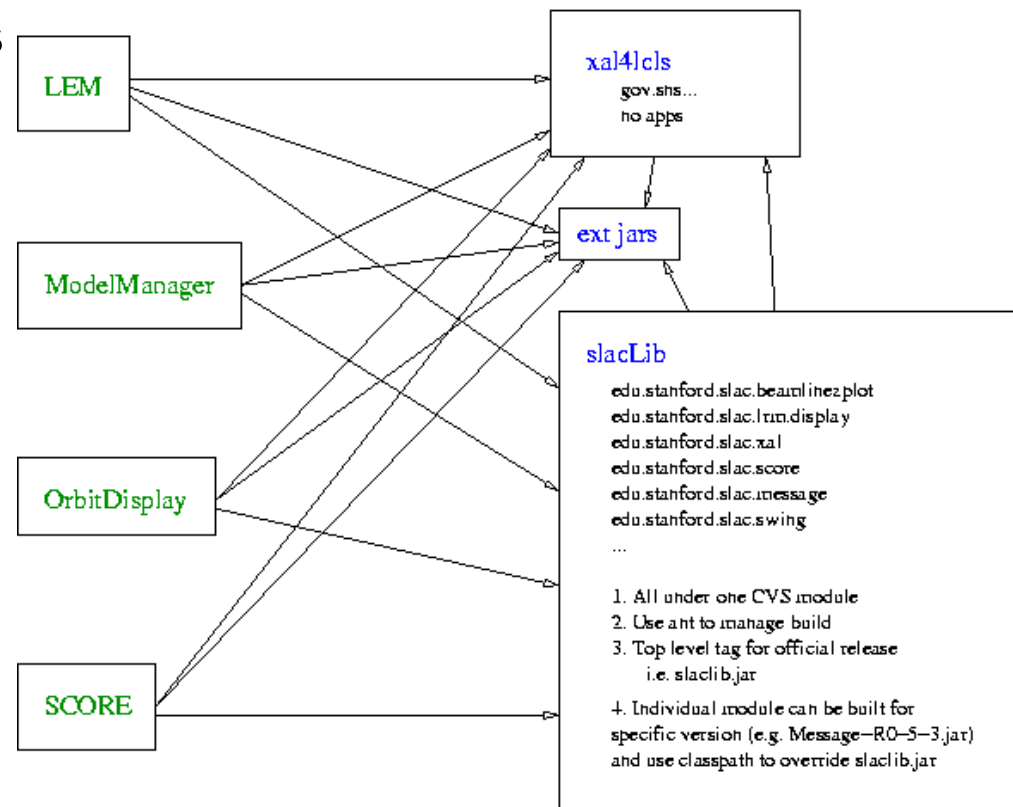 LEM
ModelManager
OrbitDisplay
SCORE
xal4lcls
gov.sns...
no apps
ext jars
slacLib
edu.stanford.slac.beamlinezplot
edu.stanford.slac.lrm.display
edu.stanford.slac.xal
edu.stanford.slac.score
edu.stanford.slac.message
edu.stanford.slac.swing
...
1. All under one CVS module
2. Use ant to manage build
3. Top level tag for official release
i.e. slaclib.jar
4. Individual module can be built for
specific version (e.g. Message-R0-5-3.jar)
and use classpath to override slaclib.jar